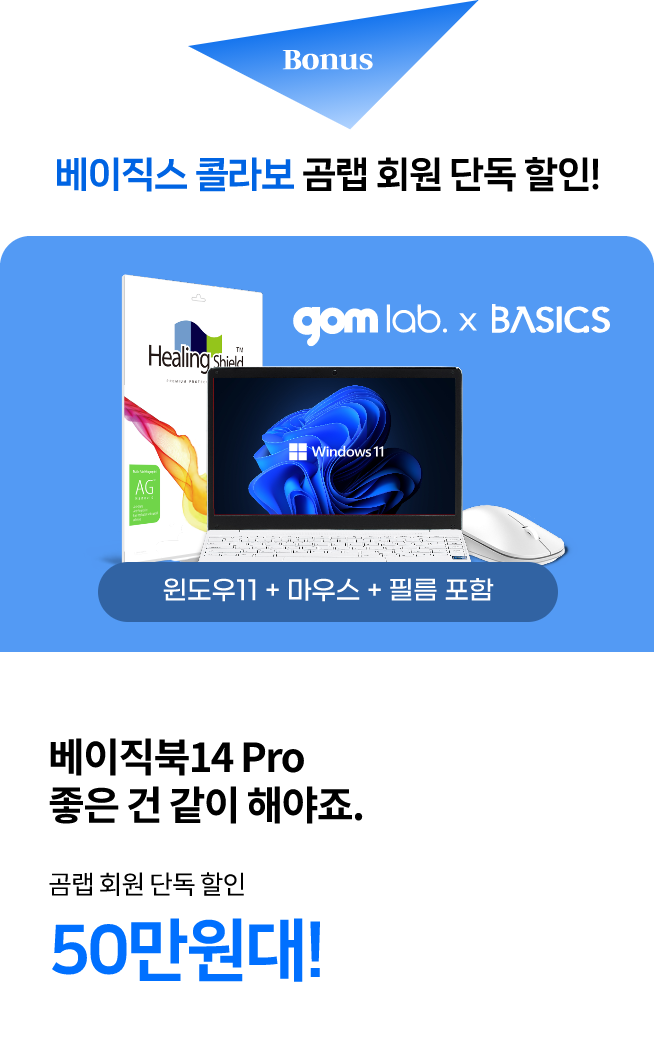 Bonus
베이직스 콜라보 곰랩 회원 단독 할인!
gom lab. x BASICS
Healing Shield™
AG
Windows 11
윈도우11 + 마우스 + 필름 포함
베이직북14 Pro
좋은 건 같이 해야죠.
곰랩 회원 단독 할인
50만원대!